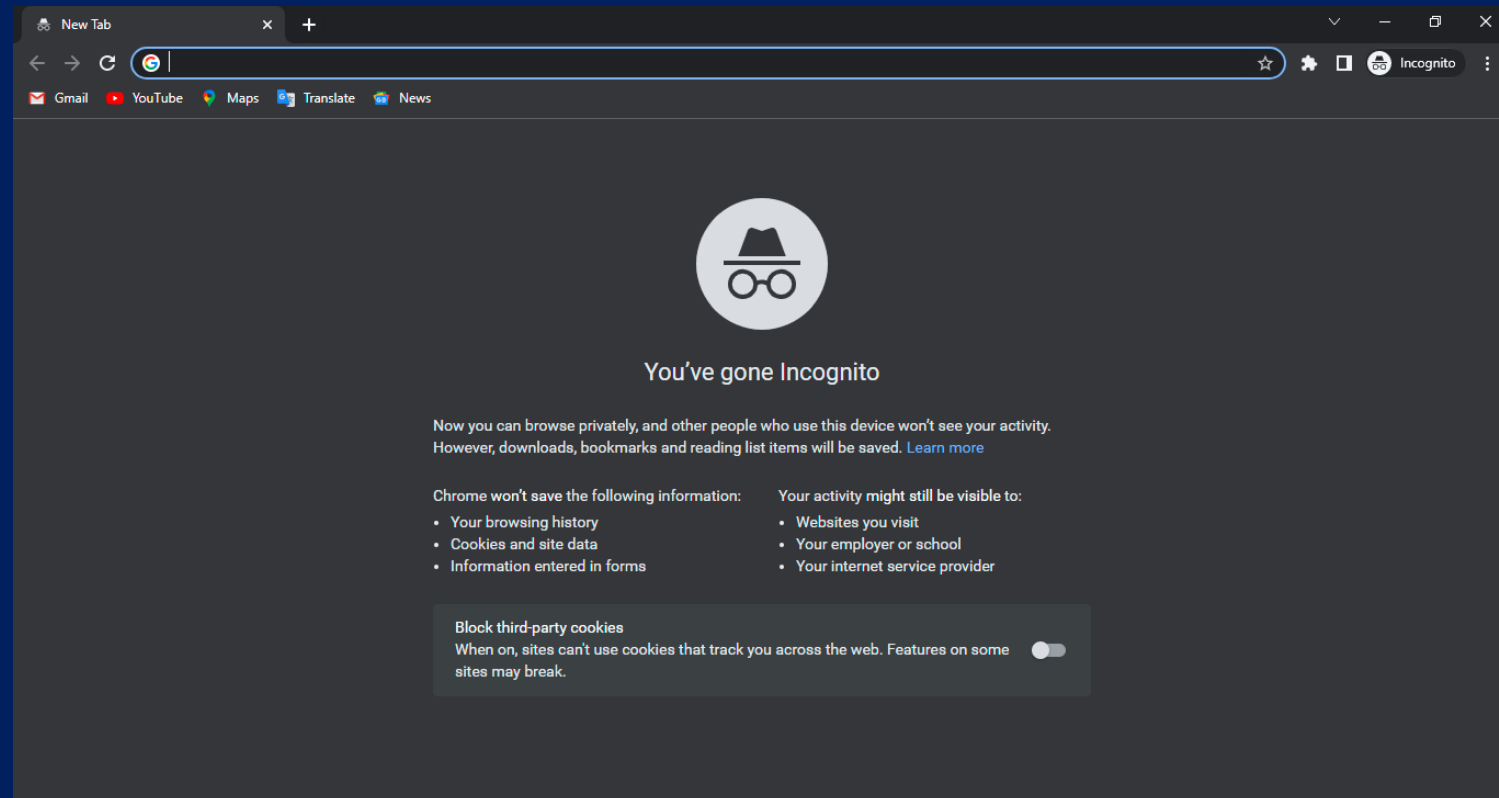 New Tab
Incognito
Gmail YouTube Maps Translate News
You've gone Incognito
Now you can browse privately, and other people who use this device won't see your activity.
However, downloads, bookmarks and reading list items will be saved. Learn more
Chrome won't save the following information:
• Your browsing history
• Cookies and site data
• Information entered in forms
Your activity might still be visible to:
• Websites you visit
• Your employer or school
• Your internet service provider
Block third-party cookies
When on, sites can't use cookies that track you across the web. Features on some
sites may break.